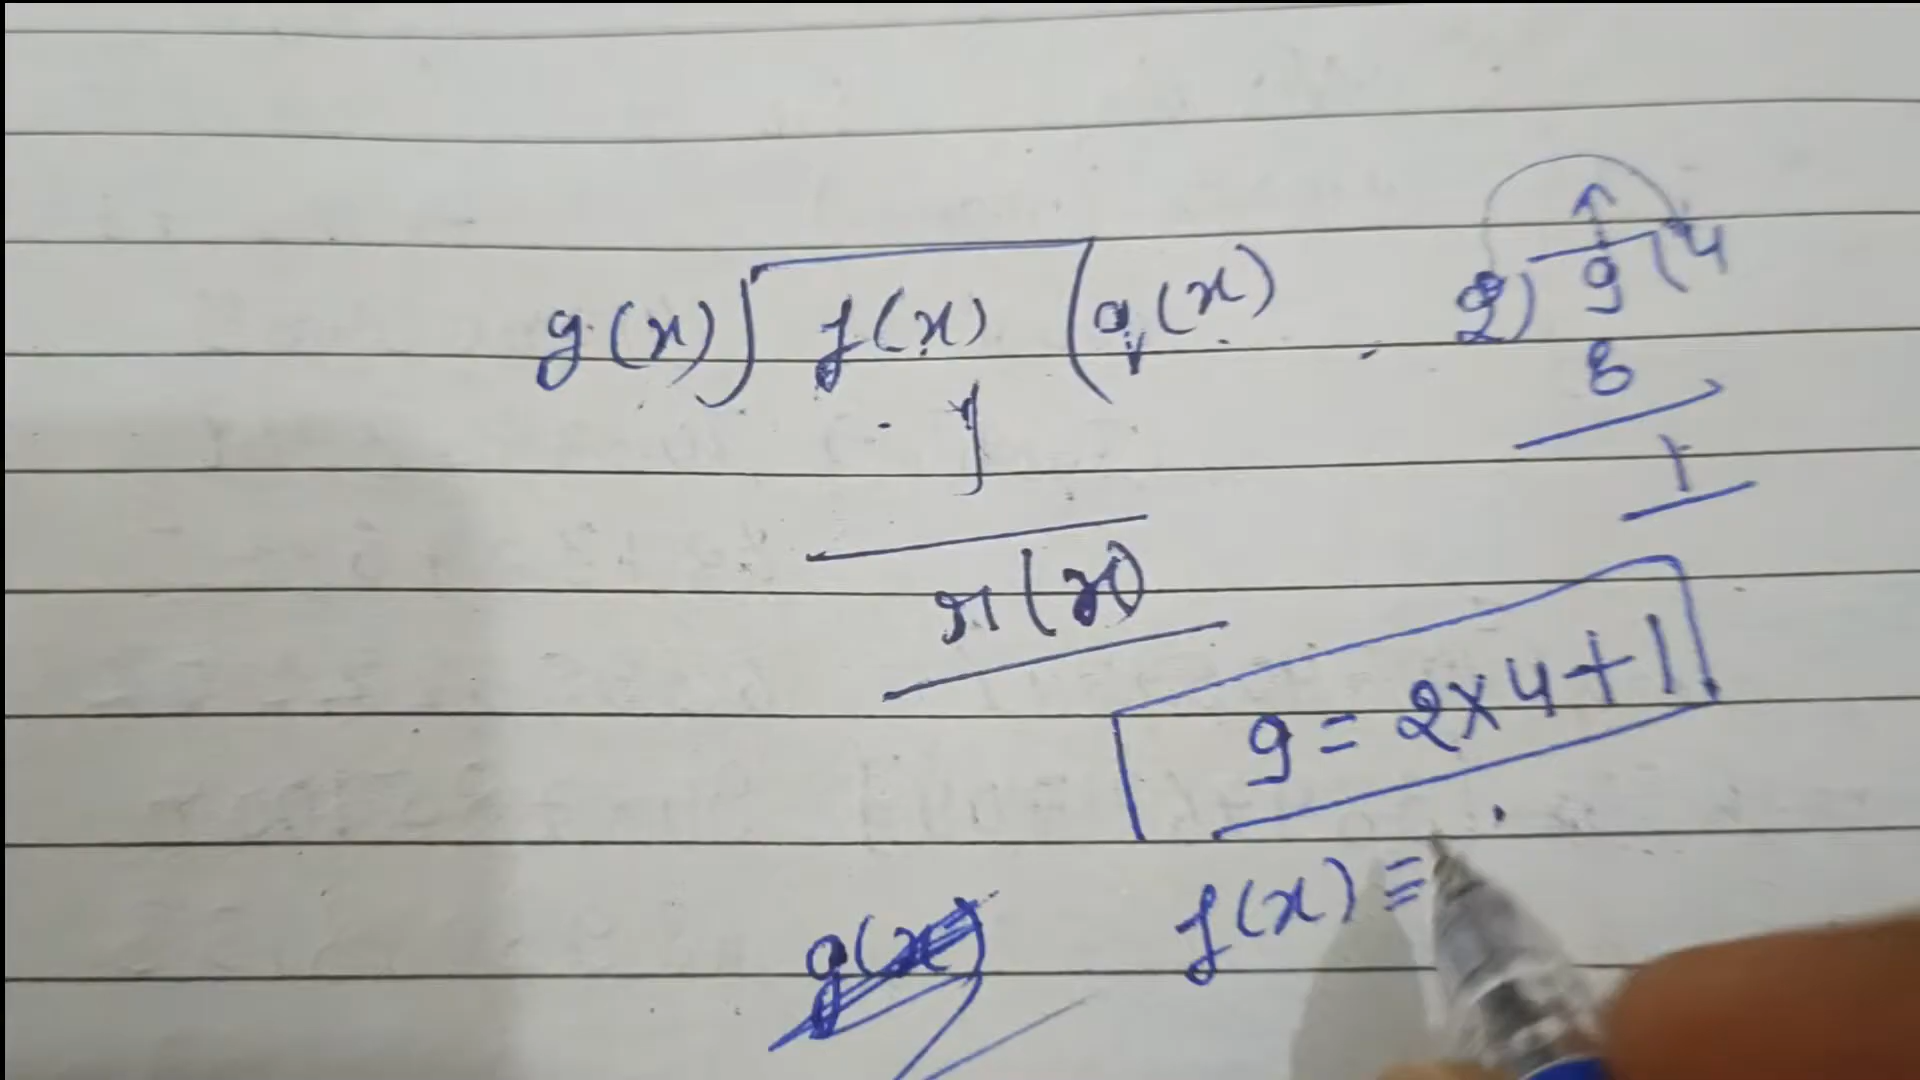 g(x) ) f(x) ( q(x)
r(x)
2) 9 (4
8
1
9 = 2x4+1
g(x)
f(x) =